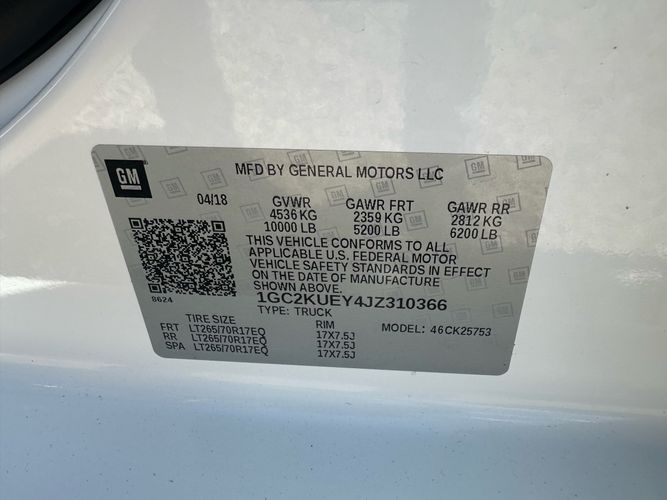 GM
MFD BY GENERAL MOTORS LLC
04/18 GVWR GAWR FRT GAWR RR
4536 KG 2359 KG 2812 KG
10000 LB 5200 LB 6200 LB
THIS VEHICLE CONFORMS TO ALL
APPLICABLE U.S. FEDERAL MOTOR
VEHICLE SAFETY STANDARDS IN EFFECT
ON THE DATE OF MANUFACTURE
SHOWN ABOVE.
8624 1GC2KUEY4JZ310366
TYPE: TRUCK
TIRE SIZE RIM MODEL: 46CK25753
FRT LT265/70R17EQ 17X7.5J
RR LT265/70R17EQ 17X7.5J
SPA LT265/70R17EQ 17X7.5J